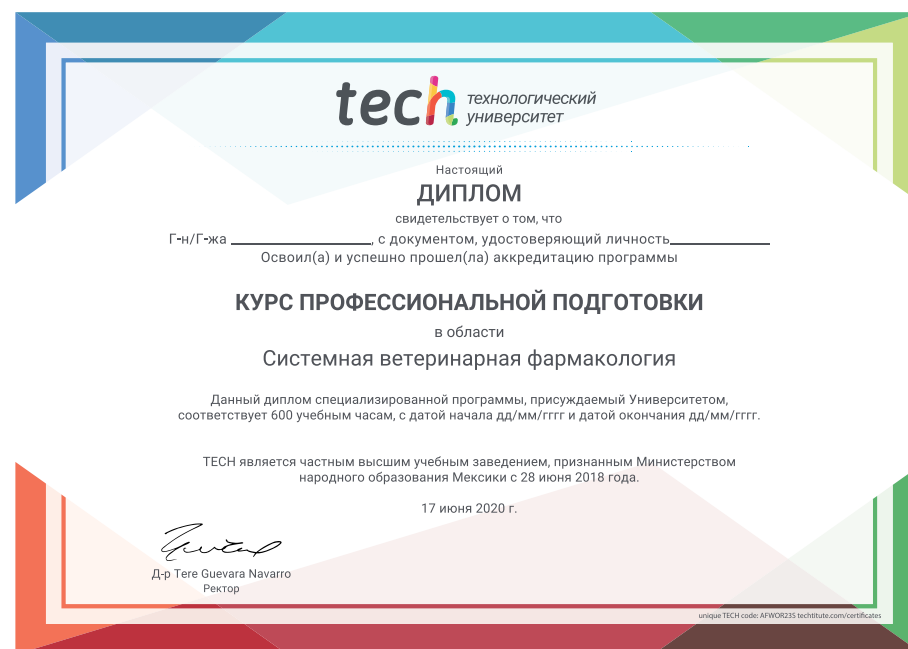 tech технологический
университет
Настоящий
ДИПЛОМ
свидетельствует о том, что
Г-н/Г-жа ____________________, с документом, удостоверяющий личность______________
Освоил(а) и успешно прошел(ла) аккредитацию программы
КУРС ПРОФЕССИОНАЛЬНОЙ ПОДГОТОВКИ
в области
Системная ветеринарная фармакология
Данный диплом специализированной программы, присуждаемый Университетом,
соответствует 600 учебным часам, с датой начала дд/мм/гггг и датой окончания дд/мм/гггг.
TECH является частным высшим учебным заведением, признанным Министерством
народного образования Мексики с 28 июня 2018 года.
17 июня 2020 г.
Д-р Tere Guevara Navarro
Ректор
unique TECH code: AFWOR23S techtitute.com/certificates